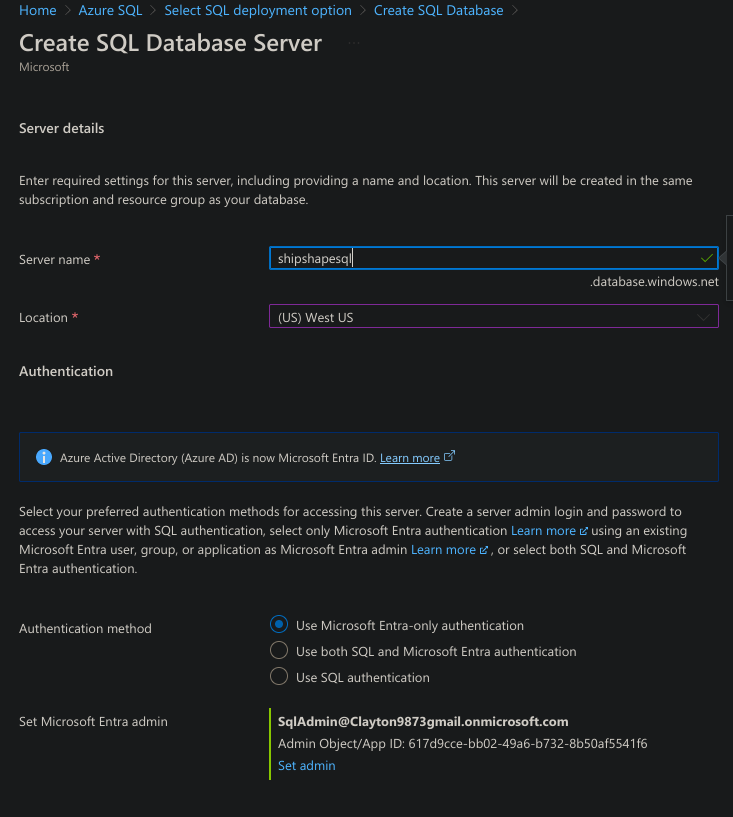 Home > Azure SQL > Select SQL deployment option > Create SQL Database >
Create SQL Database Server ...
Microsoft
Server details
Enter required settings for this server, including providing a name and location. This server will be created in the same
subscription and resource group as your database.
Server name *
shipshapesql
.database.windows.net
Location *
(US) West US
Authentication
Azure Active Directory (Azure AD) is now Microsoft Entra ID. Learn more
Select your preferred authentication methods for accessing this server. Create a server admin login and password to
access your server with SQL authentication, select only Microsoft Entra authentication Learn more using an existing
Microsoft Entra user, group, or application as Microsoft Entra admin Learn more , or select both SQL and Microsoft
Entra authentication.
Authentication method
Use Microsoft Entra-only authentication
Use both SQL and Microsoft Entra authentication
Use SQL authentication
Set Microsoft Entra admin
SqlAdmin@Clayton9873gmail.onmicrosoft.com
Admin Object/App ID: 617d9cce-bb02-49a6-b732-8b50af5541f6
Set admin